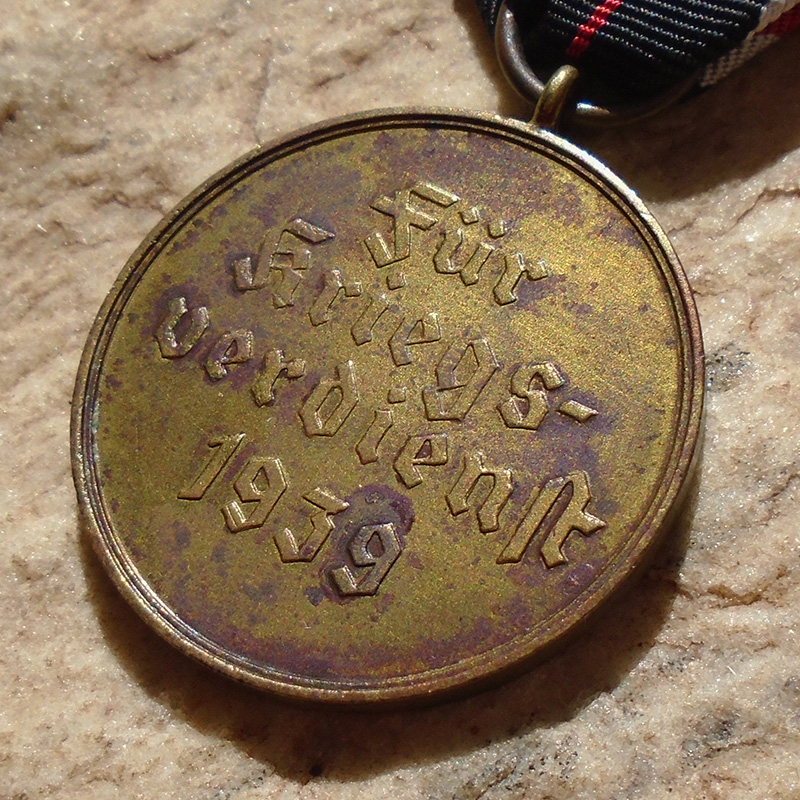 Für
Kriegs-
verdienst
1939